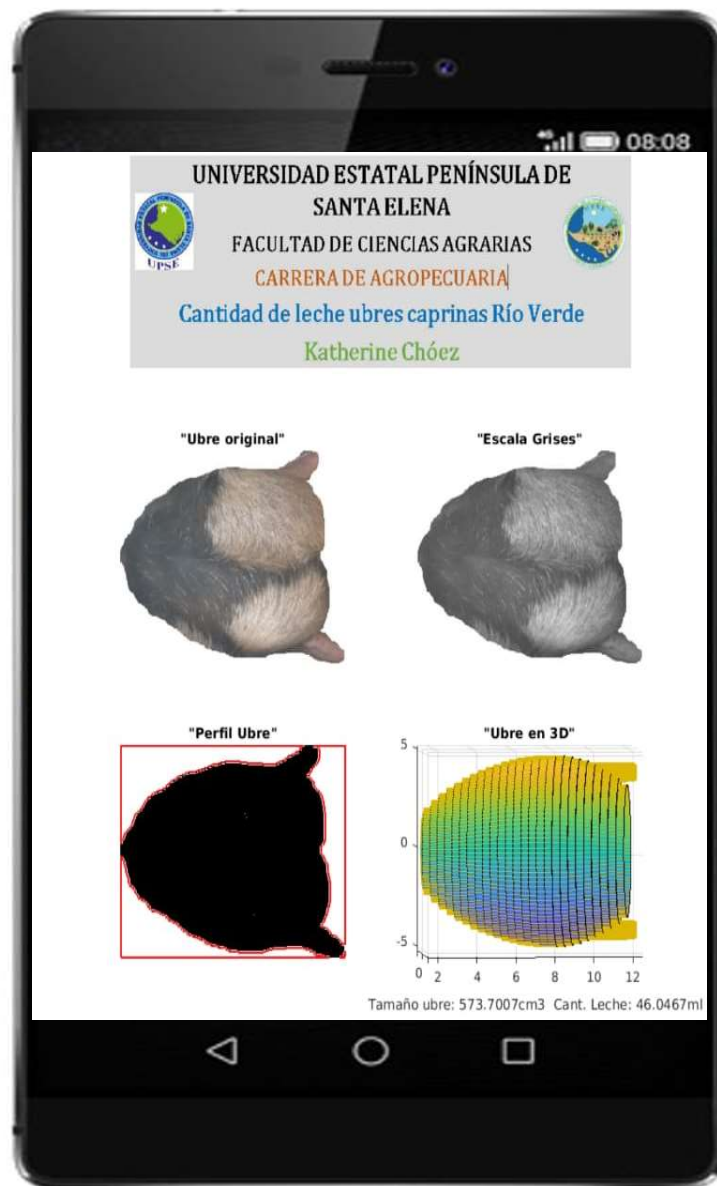 4G 08:08
UNIVERSIDAD ESTATAL PENÍNSULA DE
SANTA ELENA
FACULTAD DE CIENCIAS AGRARIAS
UPSE
CARRERA DE AGROPECUARIA
Cantidad de leche ubres caprinas Río Verde
Katherine Chóez
"Ubre original"
"Escala Grises"
"Perfil Ubre"
"Ubre en 3D"
5
0
-5
0 2 4 6 8 10 12
Tamaño ubre: 573.7007cm3 Cant. Leche: 46.0467ml